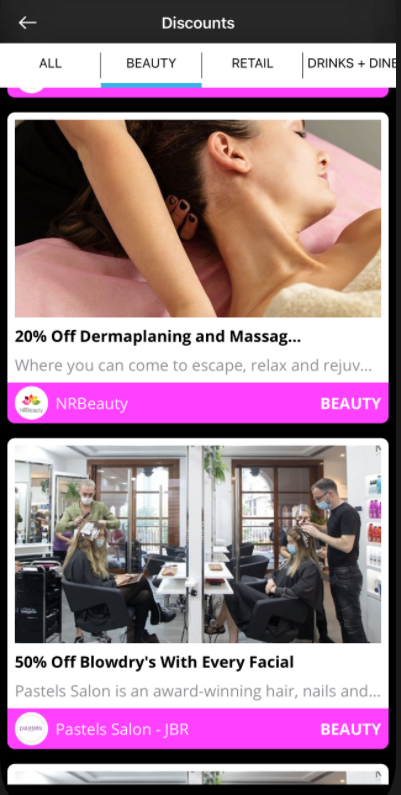 Discounts
ALL
BEAUTY
RETAIL
DRINKS + DINE
20% Off Dermaplaning and Massag...
Where you can come to escape, relax and rejuv...
NRBeauty
NRBeauty
BEAUTY
50% Off Blowdry's With Every Facial
Pastels Salon is an award-winning hair, nails and...
pastels
Pastels Salon - JBR
BEAUTY